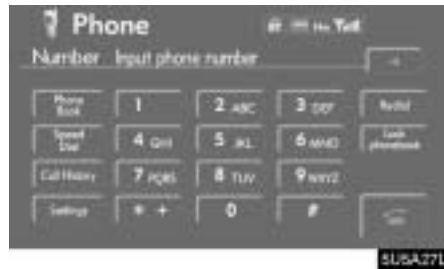 Phone
Number Input phone number
Phone Book
1
2 ABC
3 DEF
Redial
Speed Dial
4 GHI
5 JKL
6 MNO
Lock phonebook
Call History
7 PQRS
8 TUV
9 WXYZ
Settings
* +
0
#
5U5A271